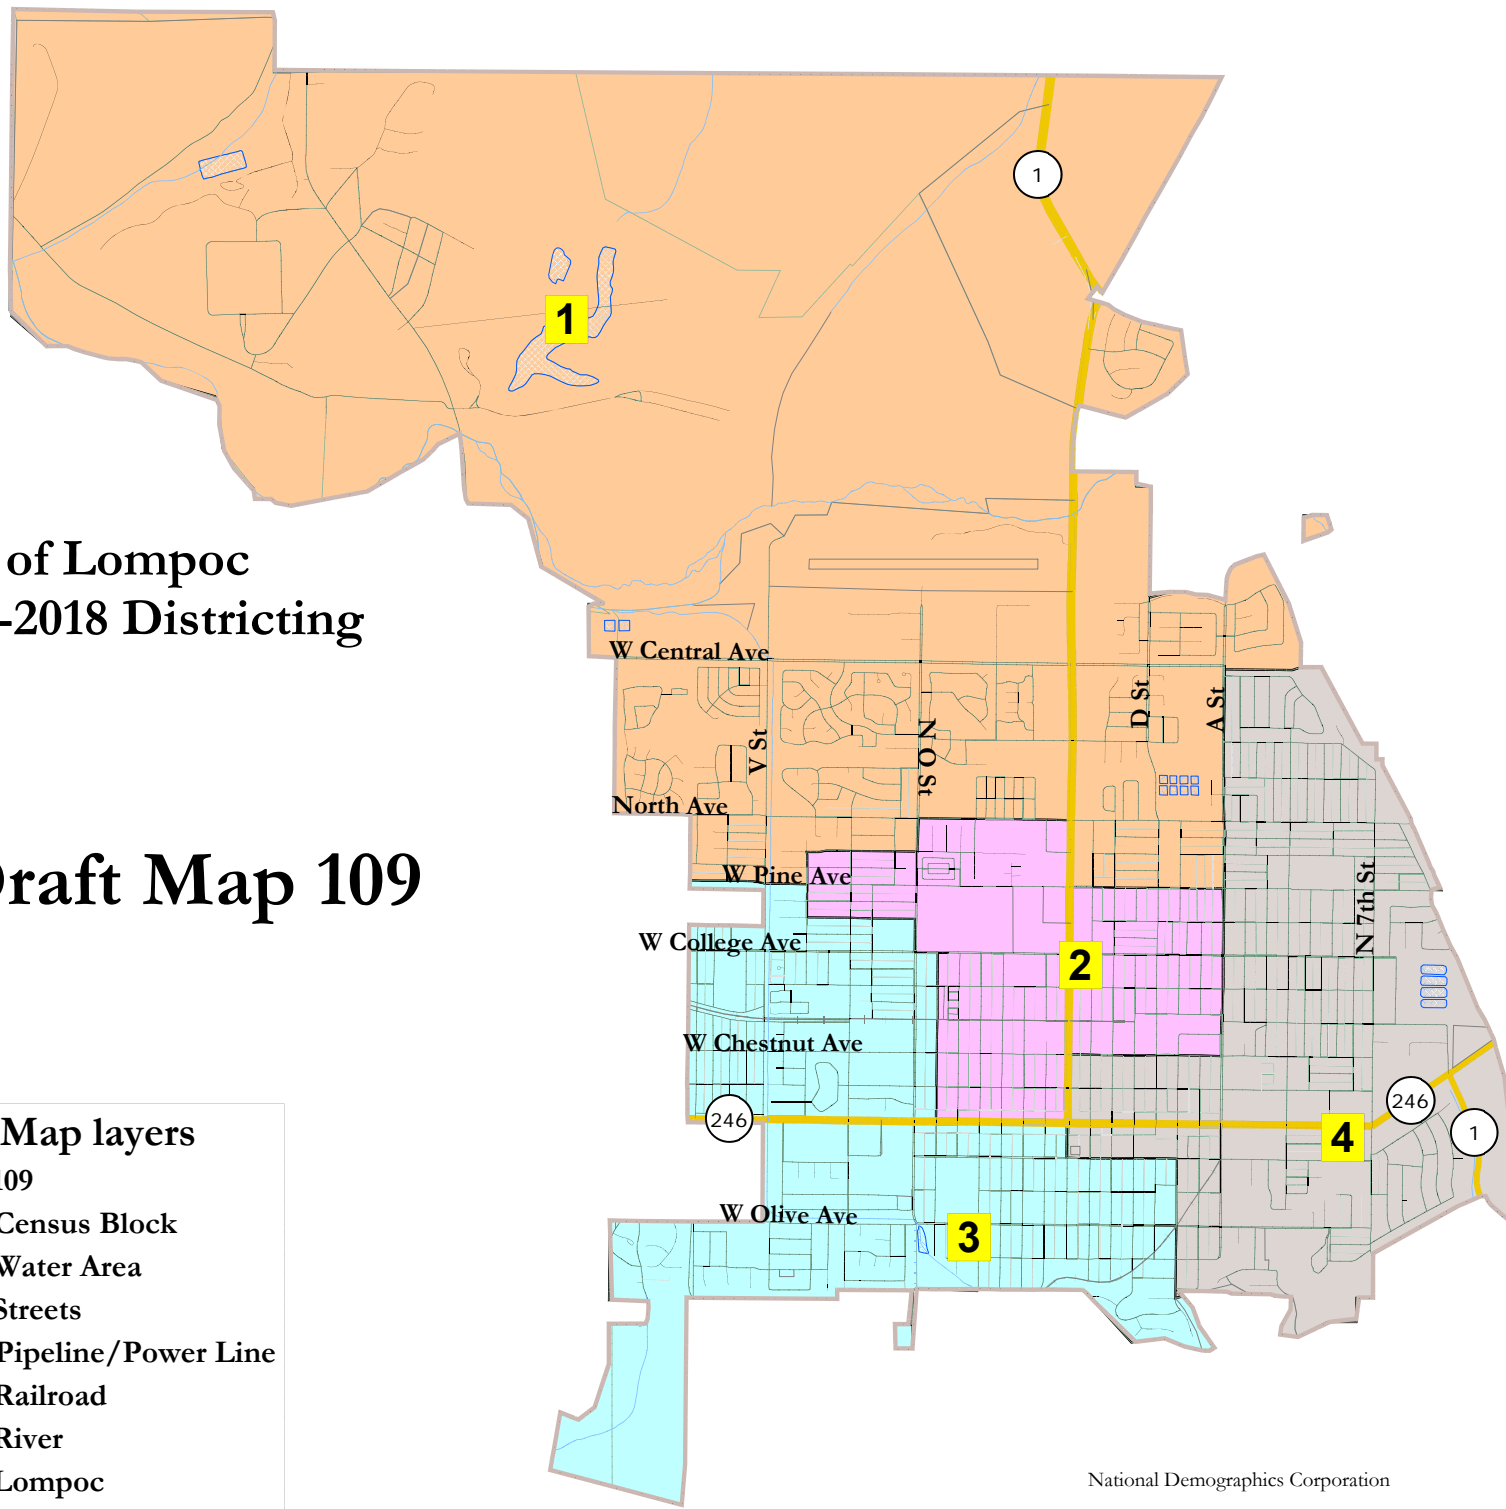 1
1
of Lompoc
-2018 Districting
W Central Ave
D St
A St
N O St
V St
North Ave
Draft Map 109
W Pine Ave
N 7th St
W College Ave
2
W Chestnut Ave
246
246
1
4
Map layers
109
Census Block
Water Area
Streets
Pipeline/Power Line
Railroad
River
Lompoc
W Olive Ave
3
National Demographics Corporation